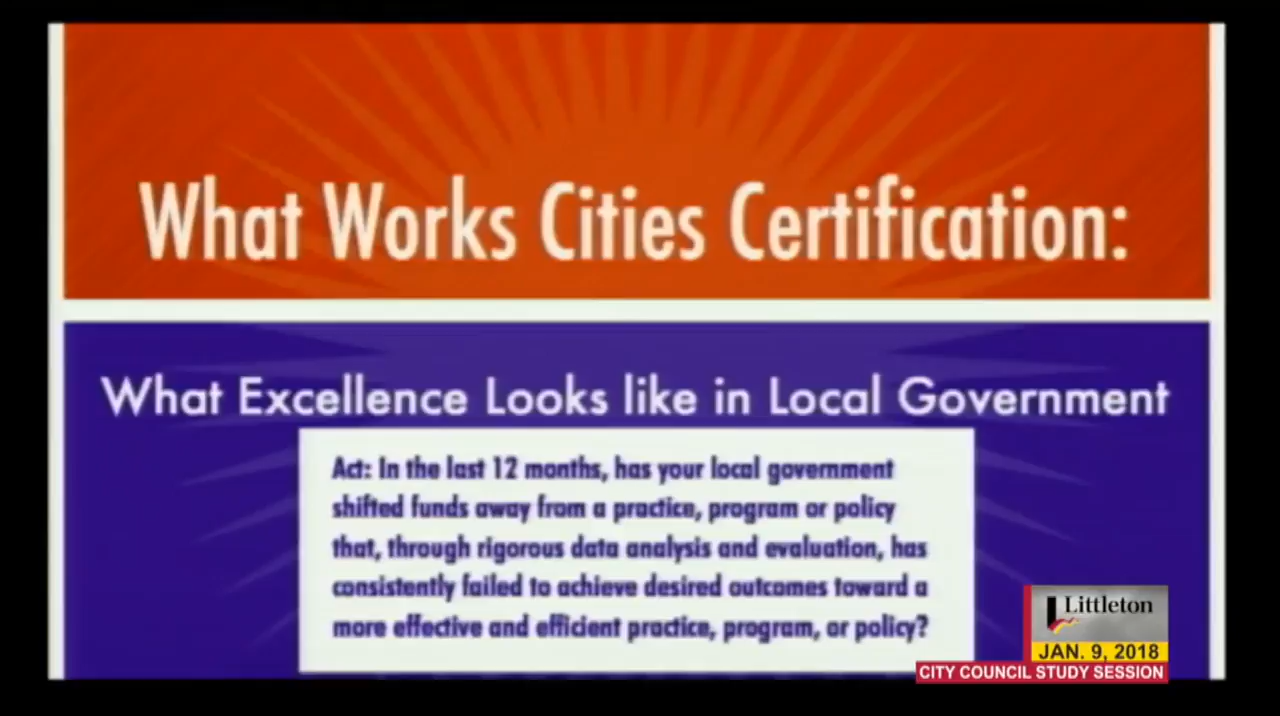 What Works Cities Certification:
What Excellence Looks like in Local Government
Act: In the last 12 months, has your local government
shifted funds away from a practice, program or policy
that, through rigorous data analysis and evaluation, has
consistently failed to achieve desired outcomes toward a
more effective and efficient practice, program, or policy?
Littleton
JAN. 9, 2018
CITY COUNCIL STUDY SESSION